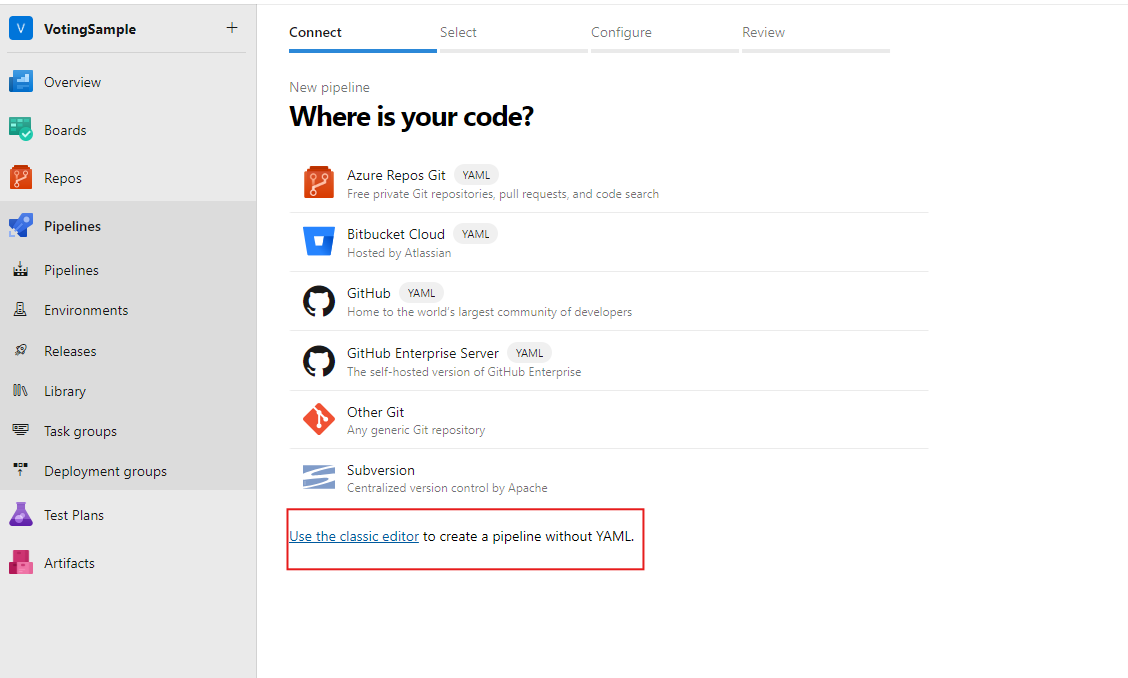 V VotingSample +
Overview
Boards
Repos
Pipelines
Pipelines
Environments
Releases
Library
Task groups
Deployment groups
Test Plans
Artifacts
Connect Select Configure Review
New pipeline
Where is your code?
Azure Repos Git YAML
Free private Git repositories, pull requests, and code search
Bitbucket Cloud YAML
Hosted by Atlassian
GitHub YAML
Home to the world's largest community of developers
GitHub Enterprise Server YAML
The self-hosted version of GitHub Enterprise
Other Git
Any generic Git repository
Subversion
Centralized version control by Apache
Use the classic editor to create a pipeline without YAML.